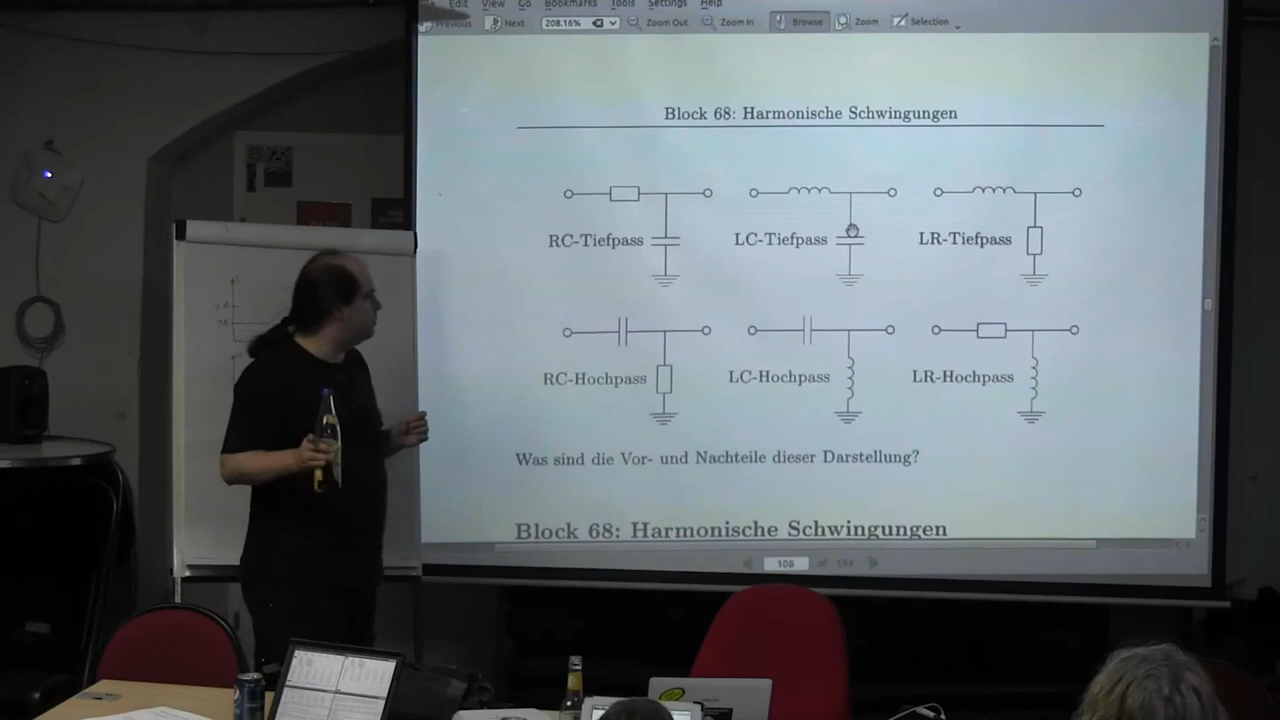 Edit View Go Bookmarks Tools Settings Help
Previous Next 208.16% Zoom Out Zoom In Browse Zoom Selection
Block 68: Harmonische Schwingungen
RC-Tiefpass LC-Tiefpass LR-Tiefpass
RC-Hochpass LC-Hochpass LR-Hochpass
Was sind die Vor- und Nachteile dieser Darstellung?
Block 68: Harmonische Schwingungen
108 of 194